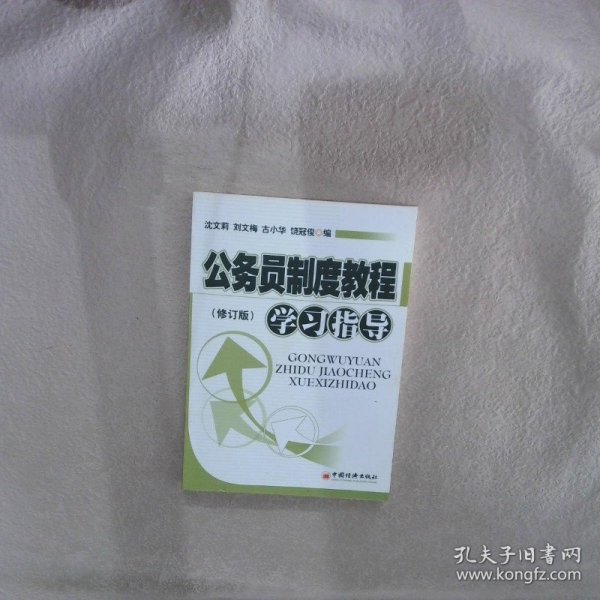 沈文莉 刘文梅 古小华 饶冠俊◎编
公务员制度教程
(修订版) 学习指导
GONGWUYUAN
ZHIDU JIAOCHENG
XUEXIZHIDAO
中国经济出版社
孔夫子旧书网
www.kongfz.com